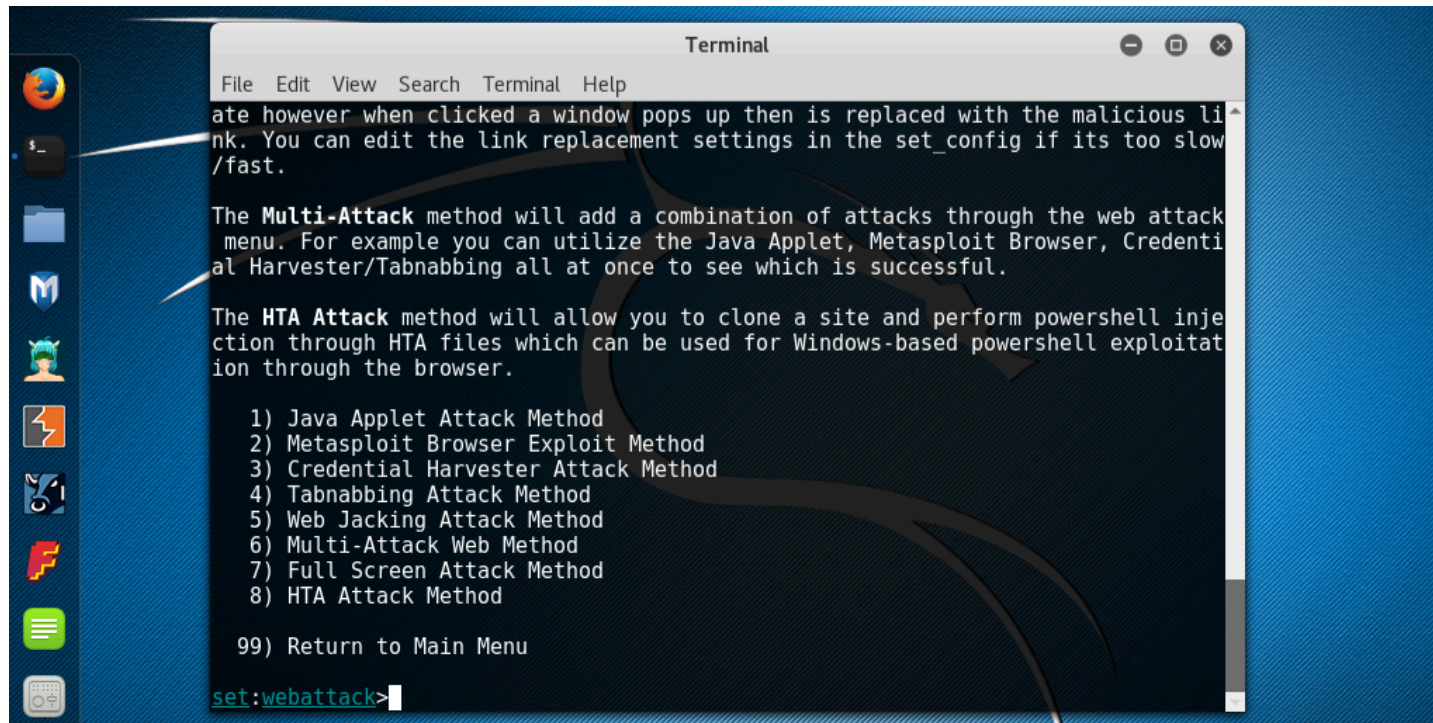 Terminal
File Edit View Search Terminal Help
ate however when clicked a window pops up then is replaced with the malicious li
nk. You can edit the link replacement settings in the set_config if its too slow
/fast.
The Multi-Attack method will add a combination of attacks through the web attack
menu. For example you can utilize the Java Applet, Metasploit Browser, Credenti
al Harvester/Tabnabbing all at once to see which is successful.
The HTA Attack method will allow you to clone a site and perform powershell inje
ction through HTA files which can be used for Windows-based powershell exploitat
ion through the browser.
1) Java Applet Attack Method
2) Metasploit Browser Exploit Method
3) Credential Harvester Attack Method
4) Tabnabbing Attack Method
5) Web Jacking Attack Method
6) Multi-Attack Web Method
7) Full Screen Attack Method
8) HTA Attack Method
99) Return to Main Menu
set:webattack>